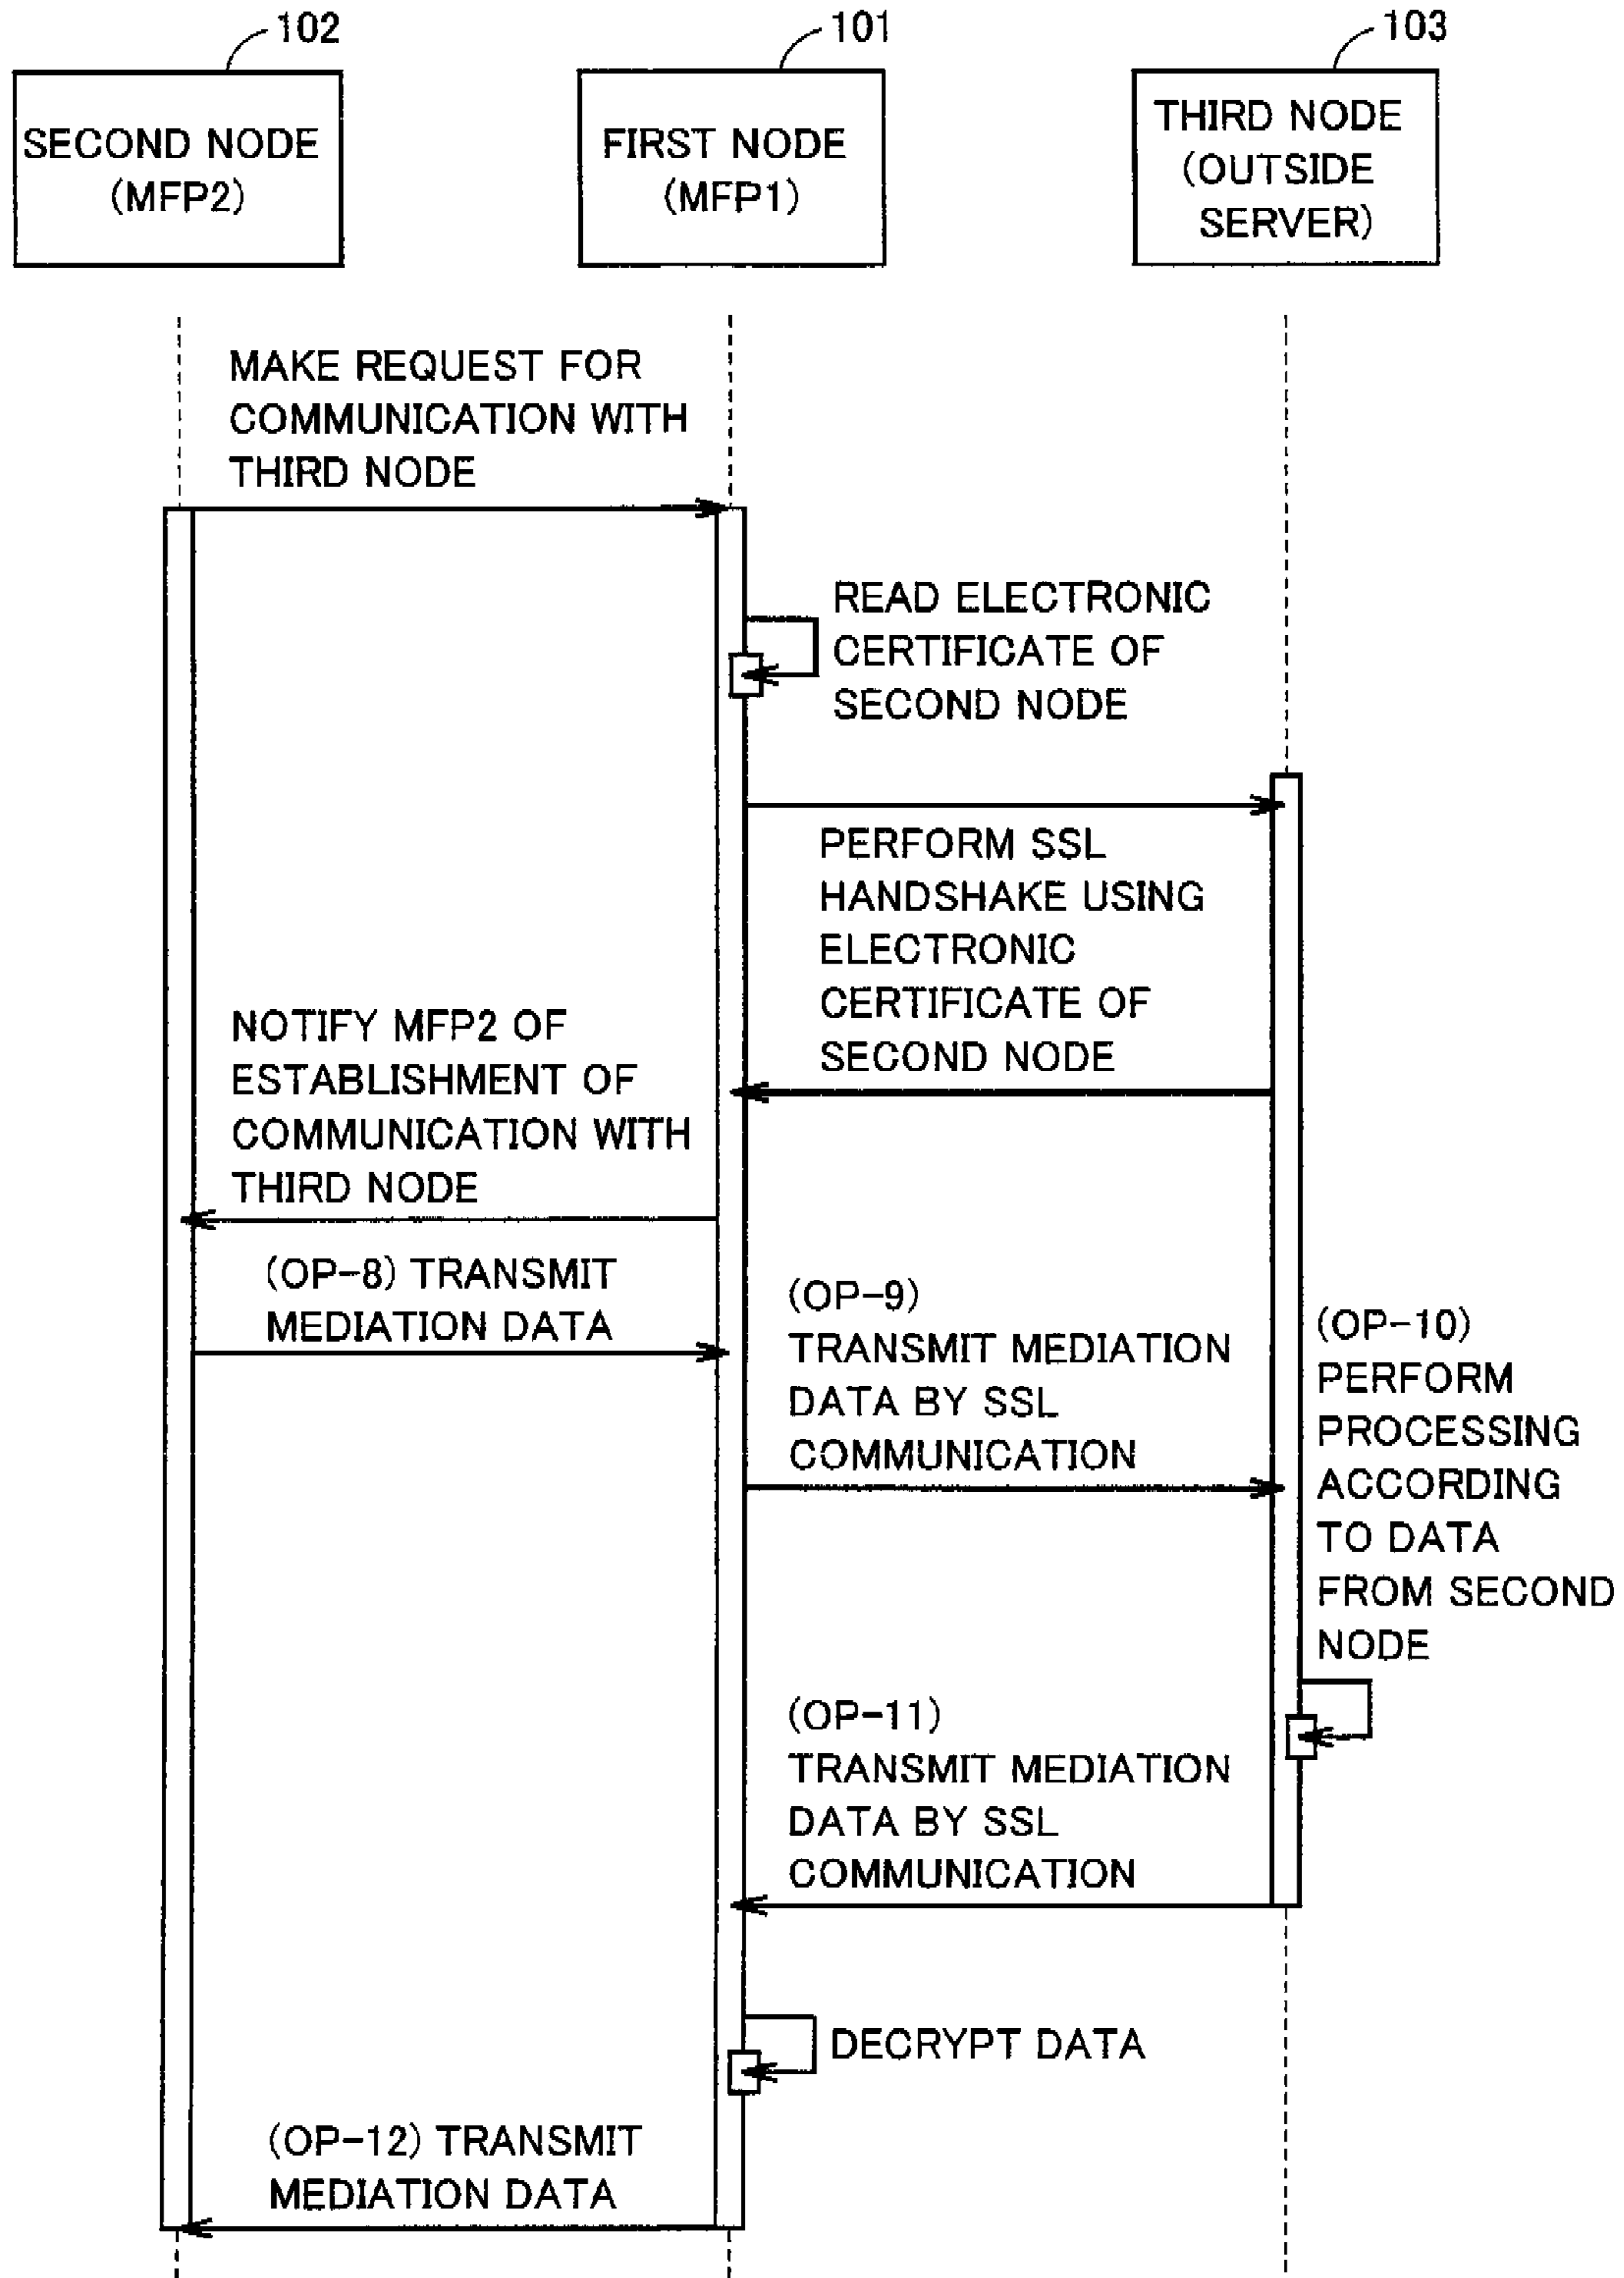 102
101
103
SECOND NODE
(MFP2)
FIRST NODE
(MFP1)
THIRD NODE
(OUTSIDE
SERVER)
MAKE REQUEST FOR
COMMUNICATION WITH
THIRD NODE
READ ELECTRONIC
CERTIFICATE OF
SECOND NODE
PERFORM SSL
HANDSHAKE USING
ELECTRONIC
CERTIFICATE OF
SECOND NODE
NOTIFY MFP2 OF
ESTABLISHMENT OF
COMMUNICATION WITH
THIRD NODE
(OP-8) TRANSMIT
MEDIATION DATA
(OP-9)
TRANSMIT MEDIATION
DATA BY SSL
COMMUNICATION
(OP-10)
PERFORM
PROCESSING
ACCORDING
TO DATA
FROM SECOND
NODE
(OP-11)
TRANSMIT MEDIATION
DATA BY SSL
COMMUNICATION
DECRYPT DATA
(OP-12) TRANSMIT
MEDIATION DATA